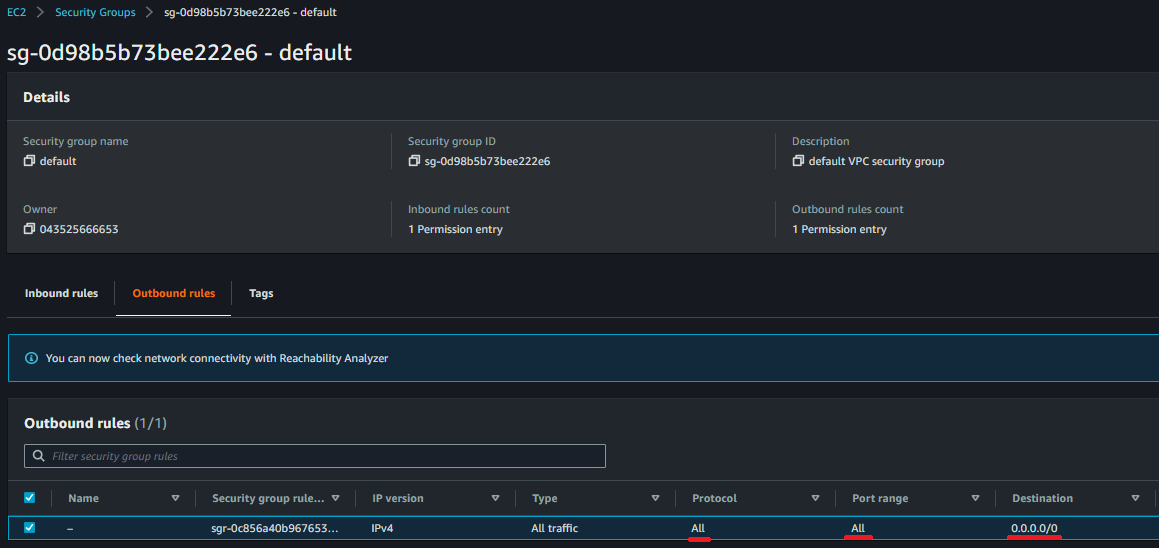 EC2 > Security Groups > sg-0d98b5b73bee222e6 - default
sg-0d98b5b73bee222e6 - default
Details
Security group name Security group ID Description
default sg-0d98b5b73bee222e6 default VPC security group
Owner Inbound rules count Outbound rules count
043525666653 1 Permission entry 1 Permission entry
Inbound rules Outbound rules Tags
You can now check network connectivity with Reachability Analyzer
Outbound rules (1/1)
Filter security group rules
Name Security group rule... IP version Type Protocol Port range Destination
– sgr-0c856a40b967653... IPv4 All traffic All All 0.0.0.0/0